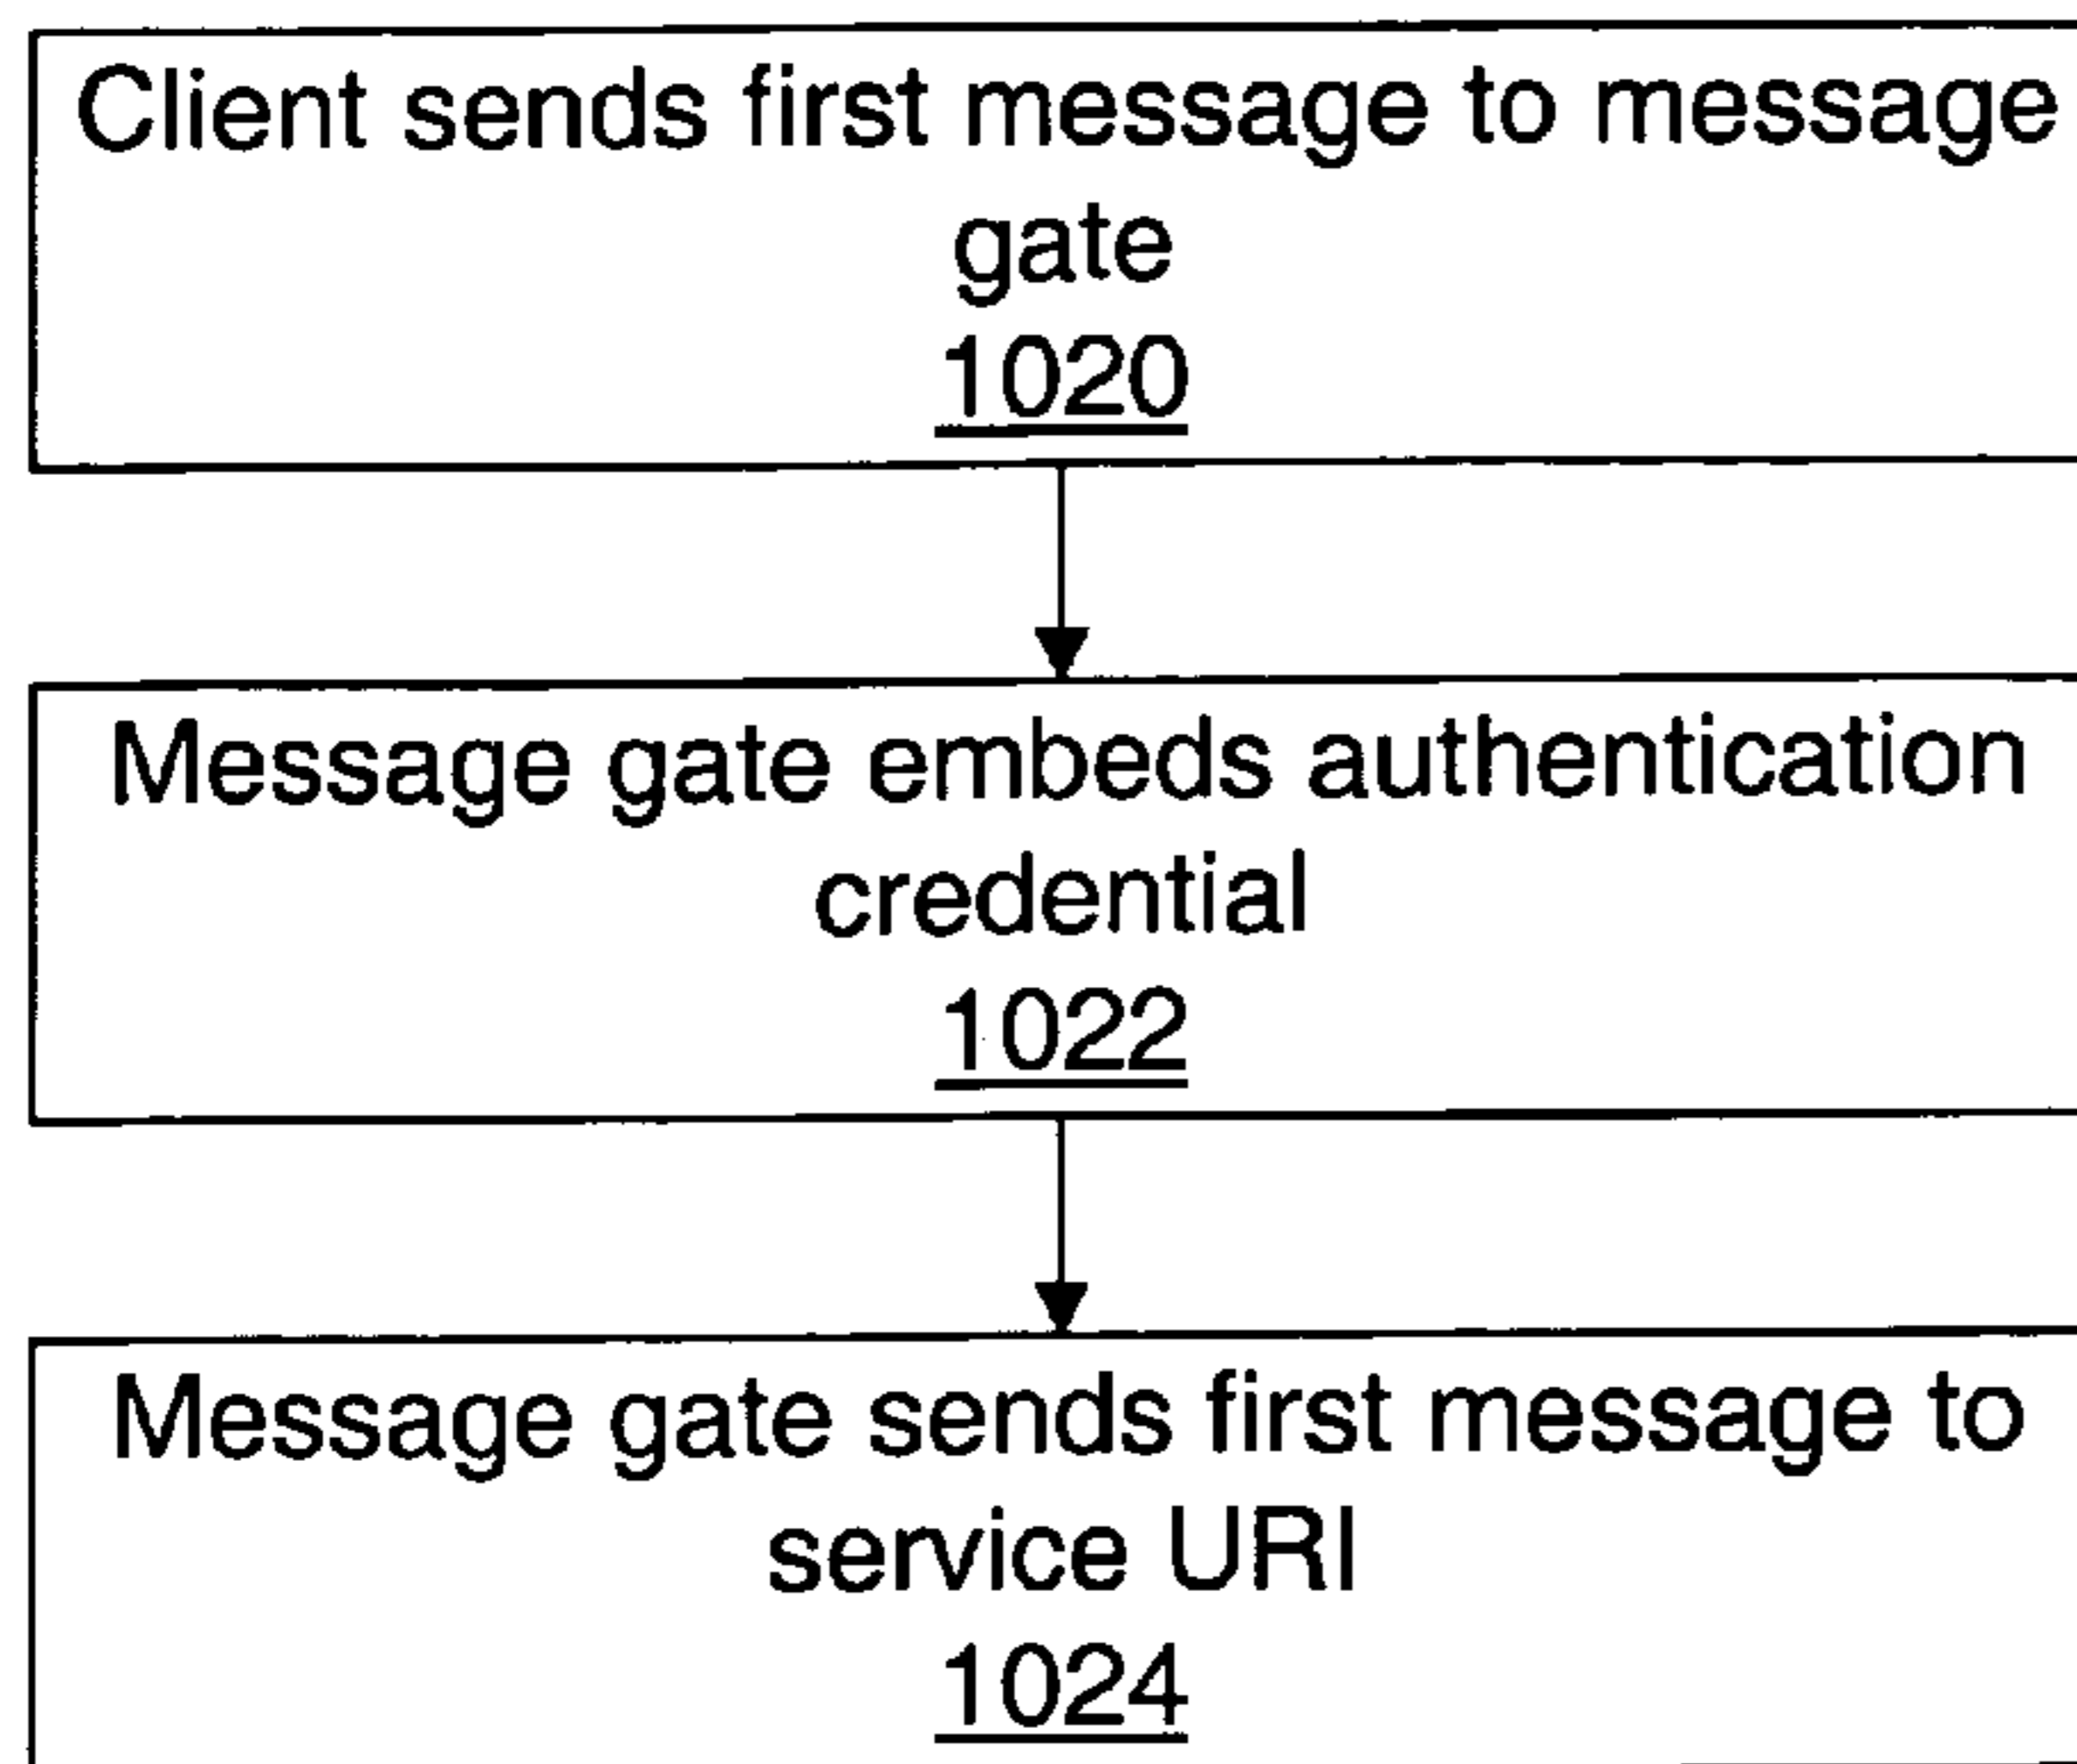 Client sends first message to message
gate
1020
Message gate embeds authentication
credential
1022
Message gate sends first message to
service URI
1024